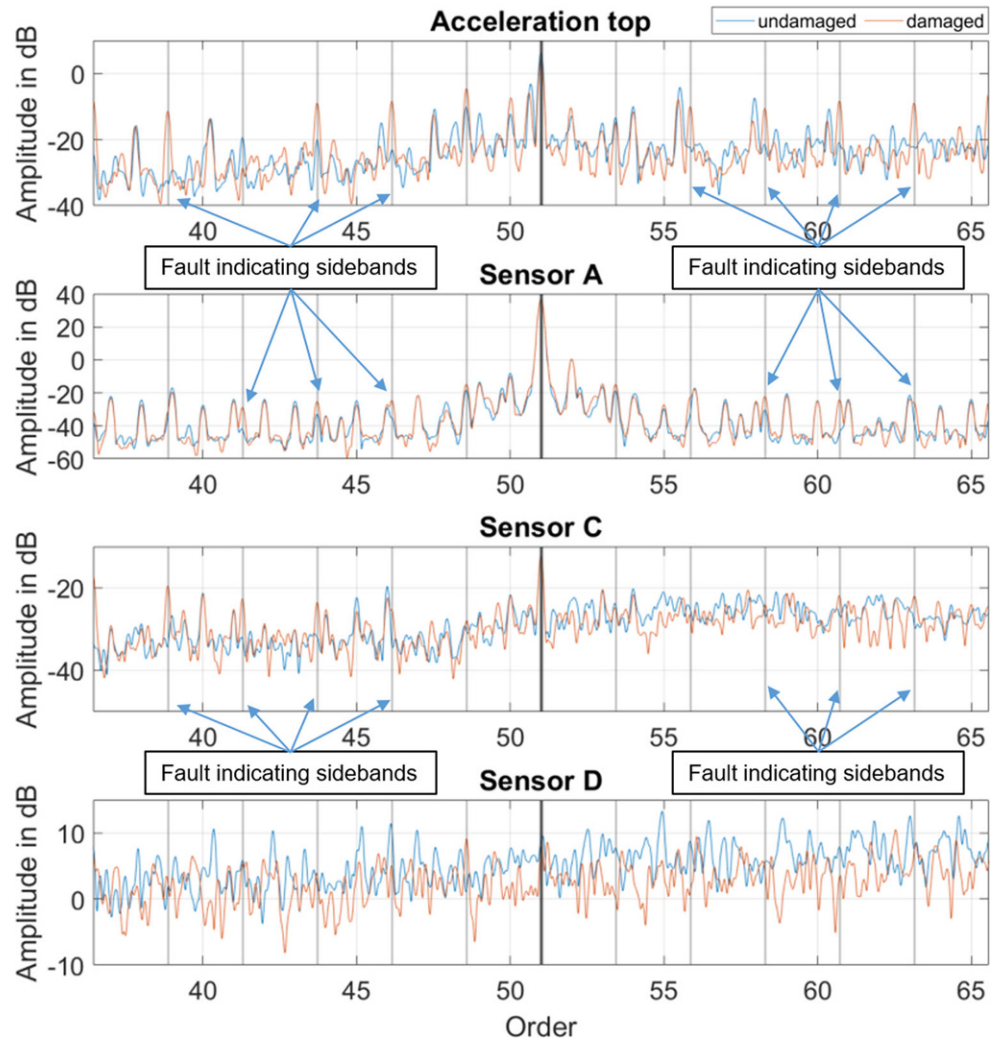 Acceleration top
undamaged damaged
Amplitude in dB
0
-20
-40
40 45 50 55 60 65
Fault indicating sidebands Fault indicating sidebands
Sensor A
Amplitude in dB
40
20
0
-20
-40
-60
40 45 50 55 60 65
Sensor C
Amplitude in dB
-20
-40
40 45 50 55 60 65
Fault indicating sidebands Fault indicating sidebands
Sensor D
Amplitude in dB
10
0
-10
40 45 50 55 60 65
Order